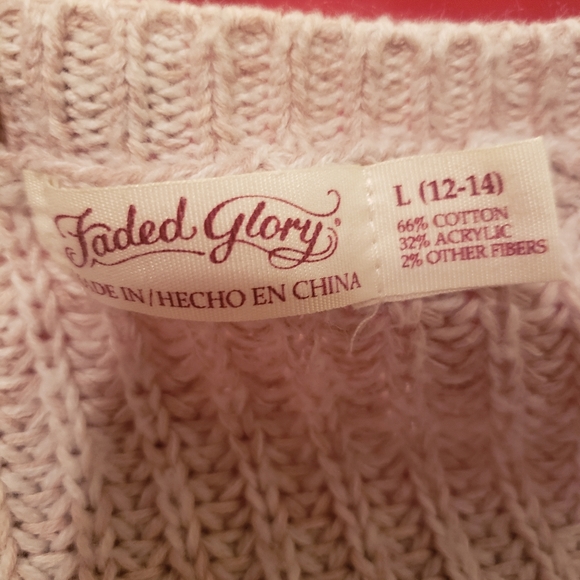 Faded Glory®
ADE IN/HECHO EN CHINA
L (12-14)
66% COTTON
32% ACRYLIC
2% OTHER FIBERS